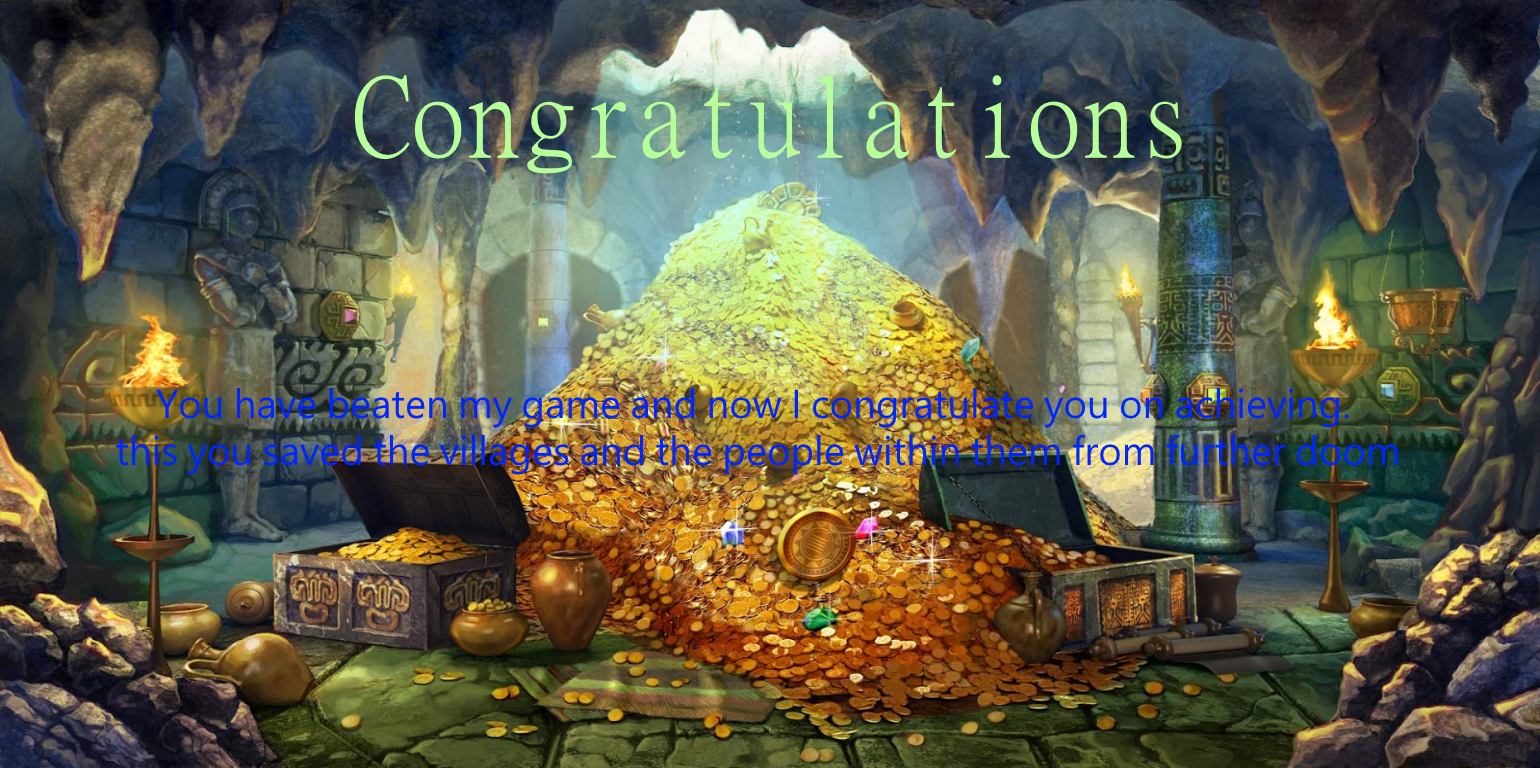 Congratulations
You have beaten my game and now I congratulate you on achieving.
this you saved the villages and the people within them from further doom